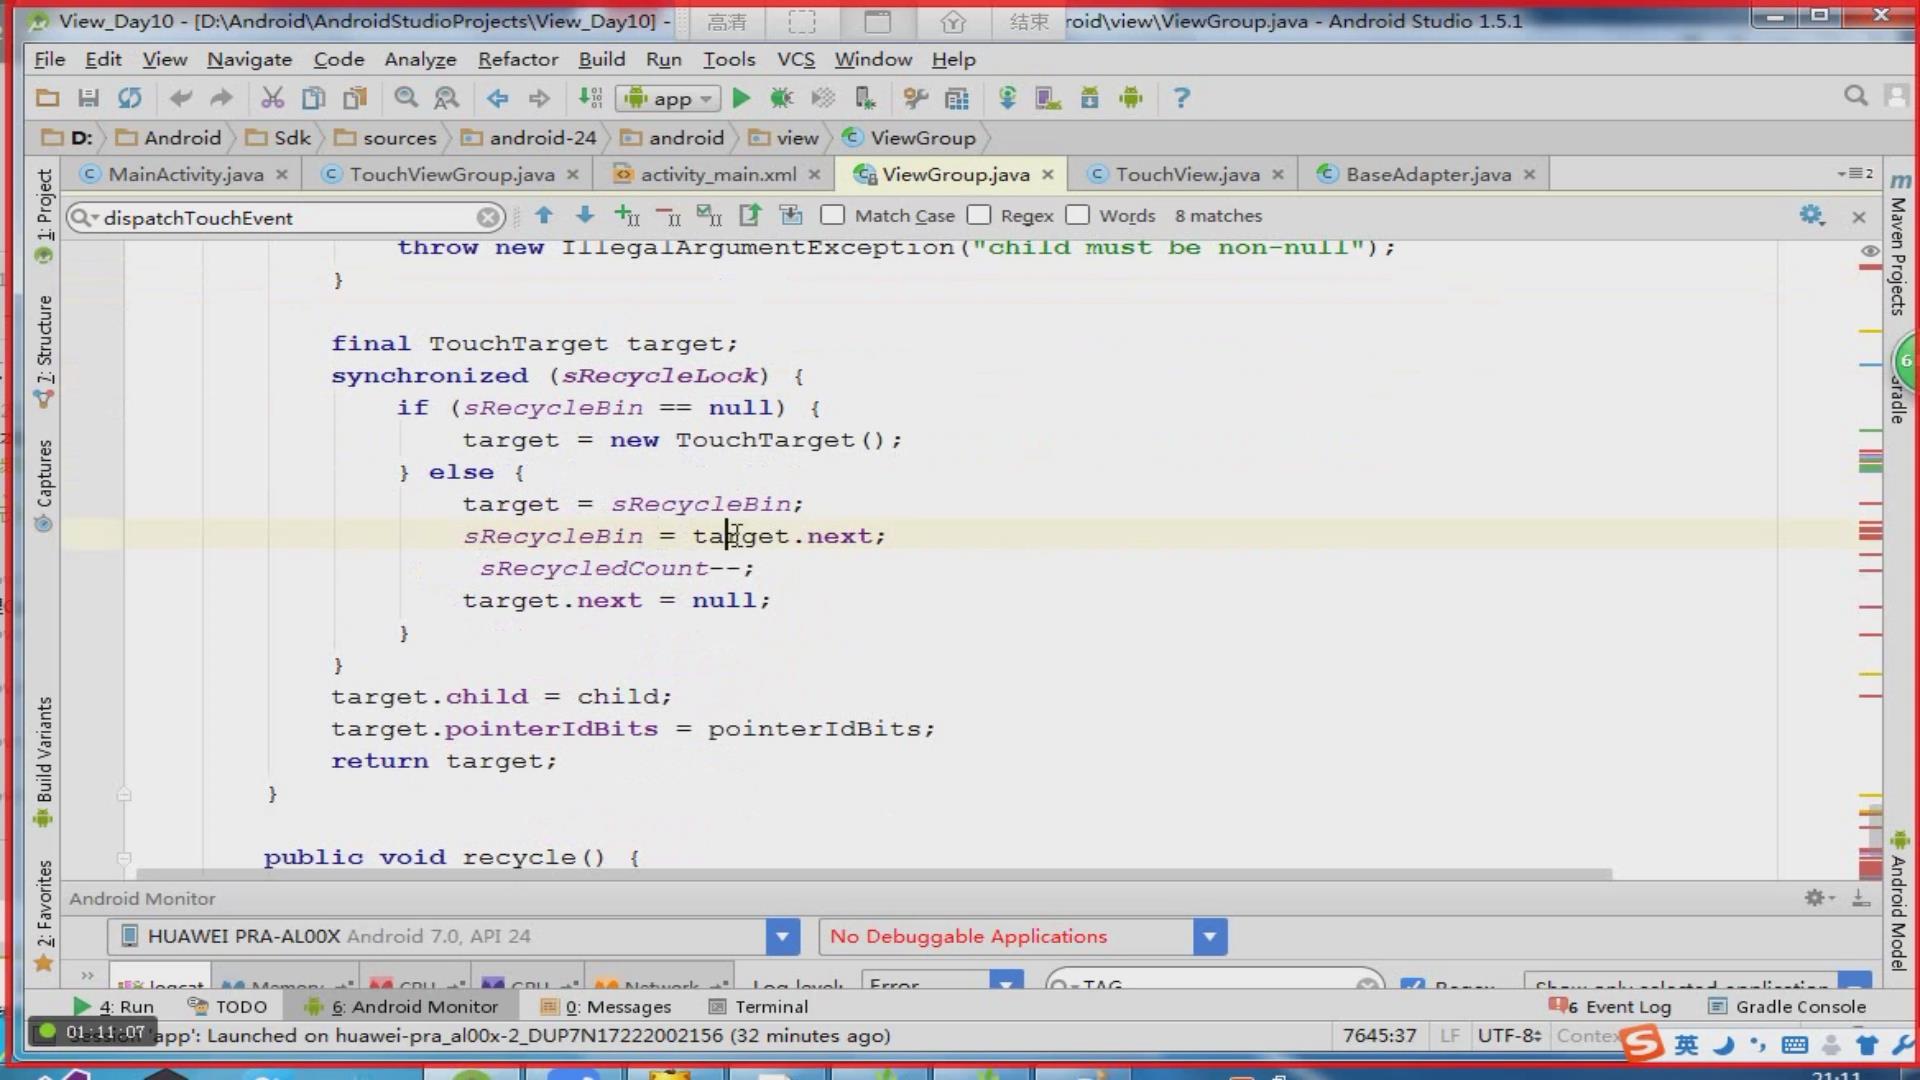 View_Day10 - [D:\Android\AndroidStudioProjects\View_Day10] -
高清
结束
roid\view\ViewGroup.java - Android Studio 1.5.1
File Edit View Navigate Code Analyze Refactor Build Run Tools VCS Window Help
app
D: Android Sdk sources android-24 android view ViewGroup
MainActivity.java TouchViewGroup.java activity_main.xml ViewGroup.java TouchView.java BaseAdapter.java
dispatchTouchEvent Match Case Regex Words 8 matches
throw new IllegalArgumentException("child must be non-null");
}
final TouchTarget target;
synchronized (sRecycleLock) {
if (sRecycleBin == null) {
target = new TouchTarget();
} else {
target = sRecycleBin;
sRecycleBin = target.next;
sRecycledCount--;
target.next = null;
}
}
target.child = child;
target.pointerIdBits = pointerIdBits;
return target;
}
public void recycle() {
1: Project
7: Structure
Captures
Build Variants
2: Favorites
Maven Projects
6
Gradle
Android Model
Android Monitor
HUAWEI PRA-AL00X Android 7.0, API 24
No Debuggable Applications
logcat Memory CPU GPU Network Log level: Error TAG Regex Show only selected application
4: Run TODO 6: Android Monitor 0: Messages Terminal 6 Event Log Gradle Console
01:11:07
'app': Launched on huawei-pra_al00x-2_DUP7N17222002156 (32 minutes ago)
7645:37 LF UTF-8 Contex
英
21:11